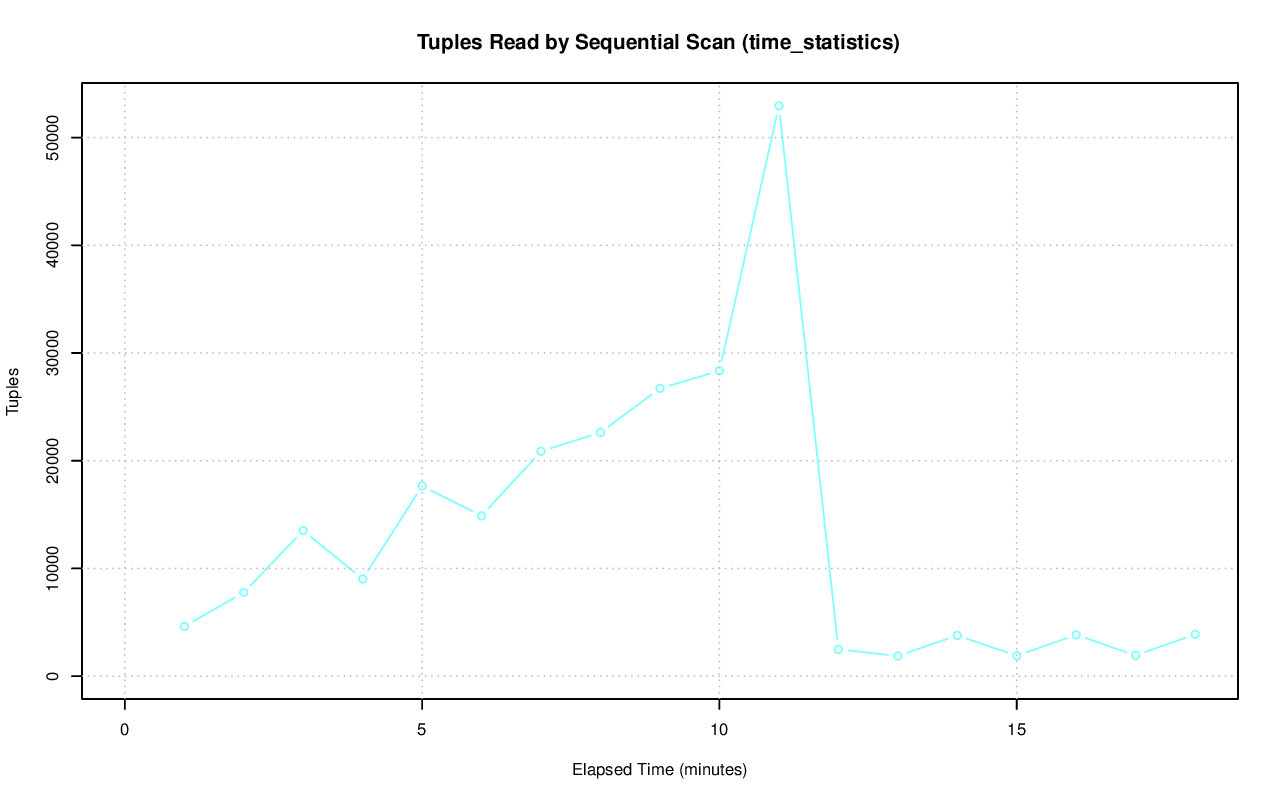 Tuples Read by Sequential Scan (time_statistics)
50000
40000
30000
20000
10000
0
Tuples
0 5 10 15
Elapsed Time (minutes)